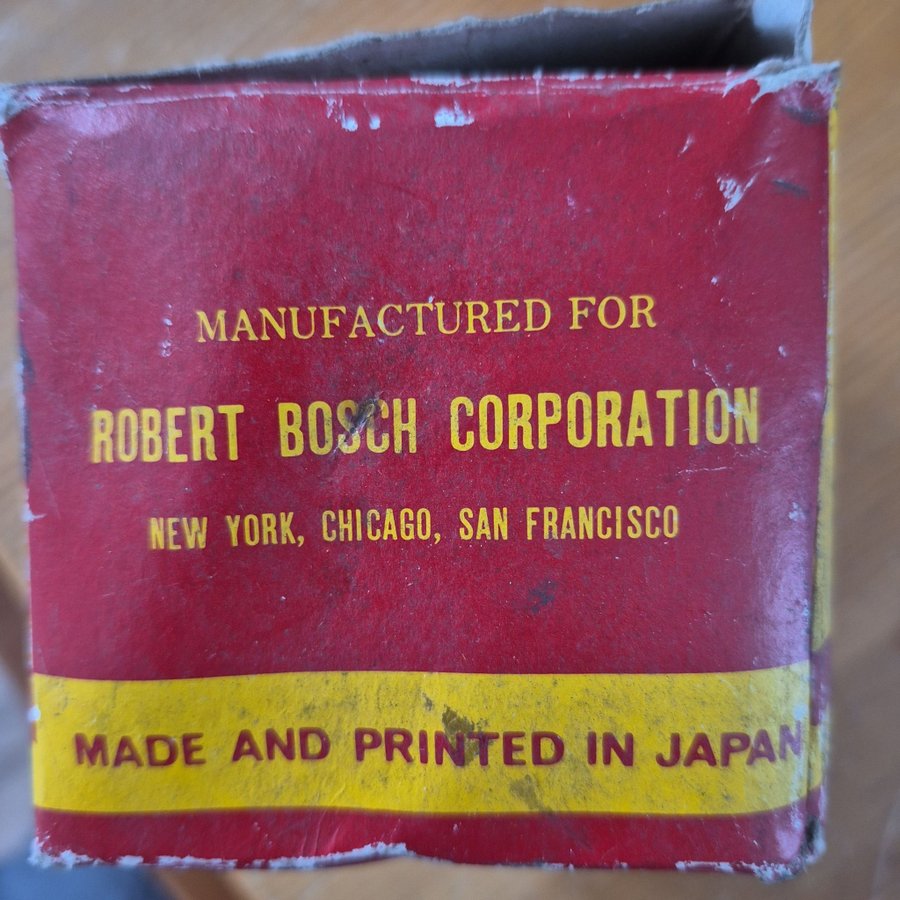 MANUFACTURED FOR
ROBERT BOSCH CORPORATION
NEW YORK, CHICAGO, SAN FRANCISCO
MADE AND PRINTED IN JAPAN